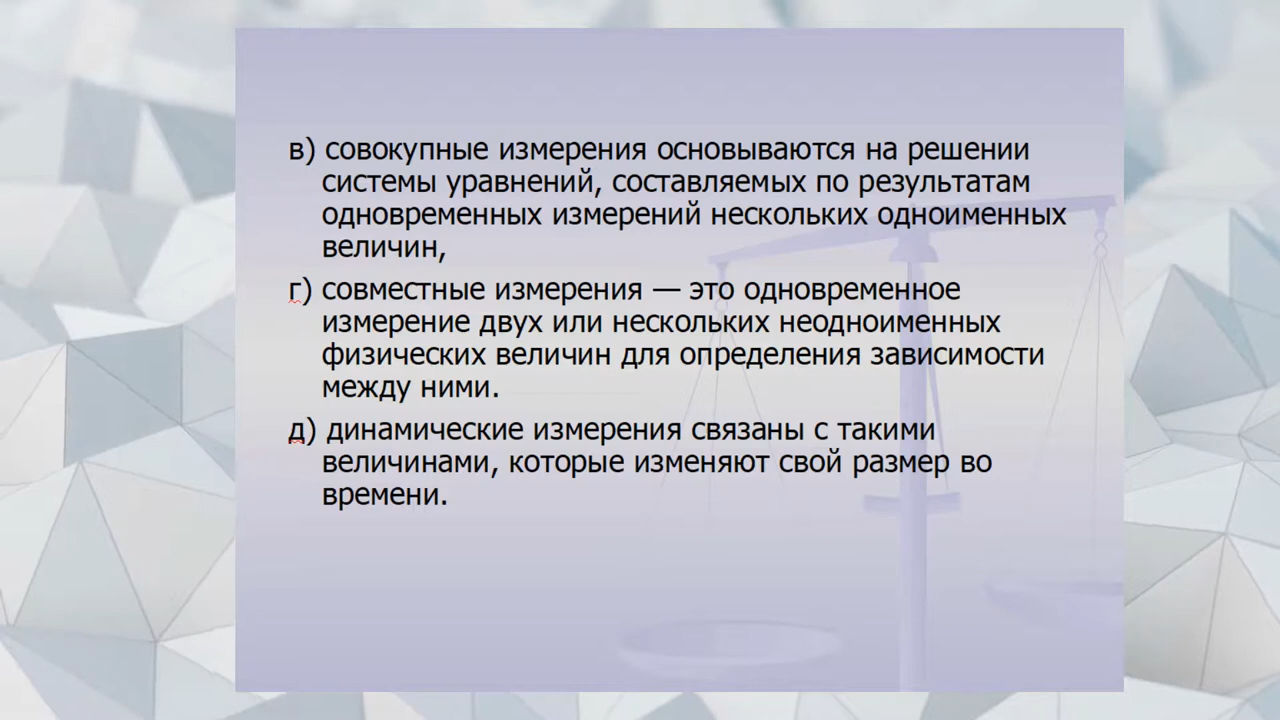 в) совокупные измерения основываются на решении
системы уравнений, составляемых по результатам
одновременных измерений нескольких одноименных
величин,
г) совместные измерения — это одновременное
измерение двух или нескольких неодноименных
физических величин для определения зависимости
между ними.
д) динамические измерения связаны с такими
величинами, которые изменяют свой размер во
времени.